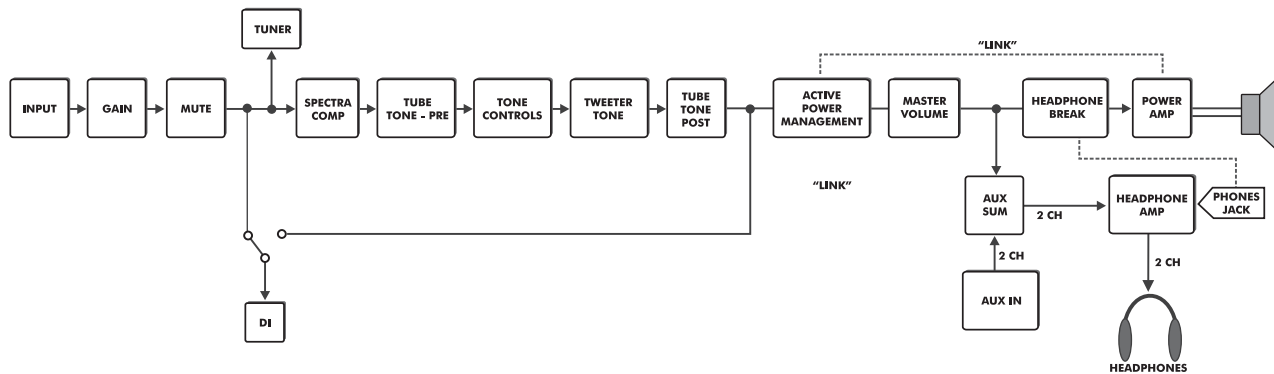 TUNER
"LINK"
INPUT
GAIN
MUTE
SPECTRA
COMP
TUBE
TONE - PRE
TONE
CONTROLS
TWEETER
TONE
TUBE
TONE
POST
ACTIVE
POWER
MANAGEMENT
MASTER
VOLUME
HEADPHONE
BREAK
POWER
AMP
"LINK"
AUX
SUM
2 CH
HEADPHONE
AMP
PHONES
JACK
2 CH
2 CH
AUX IN
DI
HEADPHONES